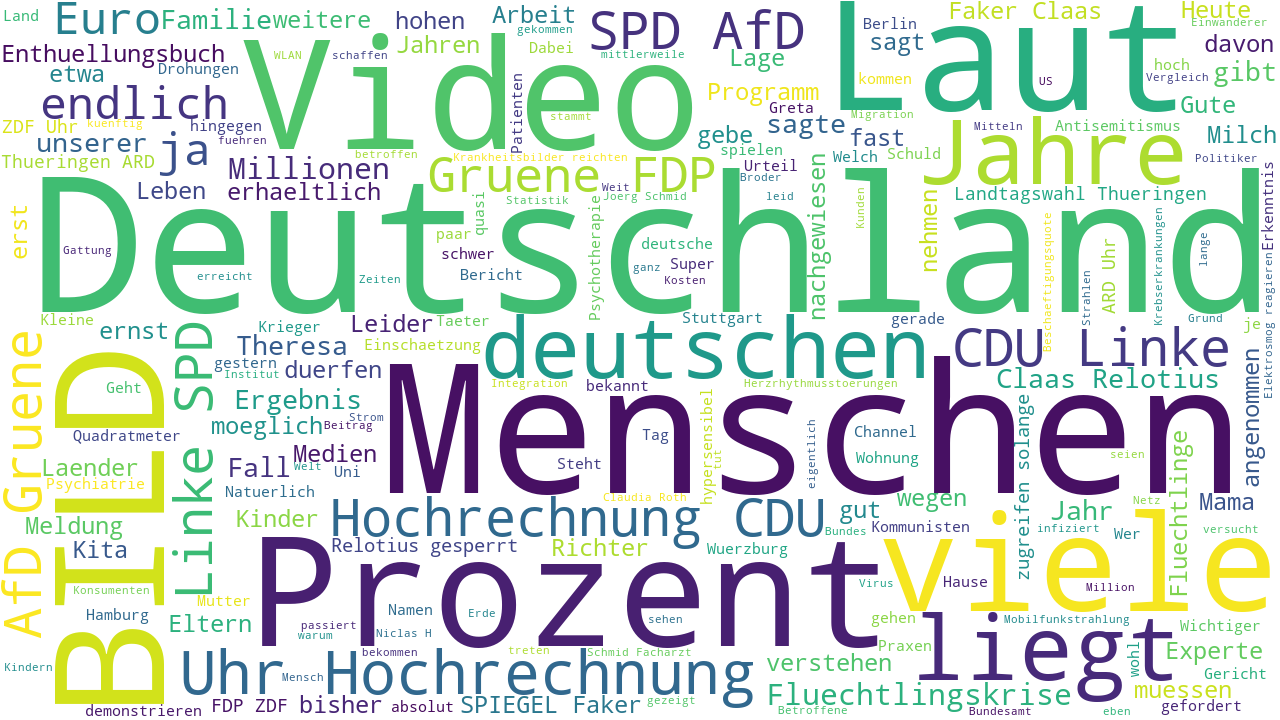 Land
Euro
Familie
weitere
hohen
Arbeit
gekommen
SPD AfD
Laut
Berlin
Faker Claas
Heute
Einwanderer
Enthuellungsbuch
Video
WLAN
schaffen
Jahren
Dabei
mittlerweile
Lage
sagt
davon
etwa
Drohungen
kommen
US
hoch
Vergleich
gibt
endlich
Patienten
Programm
Greta
Migration
Gute
ZDF Uhr
kuenftig
hingegen
stammt
gebe
sagte
Mitteln
Antisemitismus
Milch
unserer
ja
fuehren
spielen
fast
Jahre
Thueringen ARD
betroffen
Krankheitsbilder reichten
Urteil
Welch
Schuld
Politiker
Millionen
Gruene FDP
Broder
Leben
erhaeltlich
Weit
Joerg Schmid
leid
Landtagswahl Thueringen
Deutschland
Statistik
quasi
Psychotherapie
nachgewiesen
Kunden
nehmen
Erkenntnis
erst
Gattung
paar
deutsche
Beschaeftigungsquote
Krebserkrankungen
lange
schwer
ganz
Super
ARD Uhr
erreicht
Zeiten
Bericht
Kosten
Strahlen
Elektrosmog reagieren
Kleine
ernst
Krieger
Leider
Taeter
deutschen
Stuttgart
gerade
Grund
je
Theresa
Einschaetzung
CDU Linke
AfD Gruene
BILD
Linke SPD
gestern
duerfen
Institut
Geht
Integration
bekannt
Herzrhythmusstoerungen
Claas Relotius
angenommen
Ergebnis
Menschen
hypersensibel
zugreifen solange
moeglich
Strom
Beitrag
Quadratmeter
Tag
eigentlich
Channel
Fluechtlinge
Medien
Laender
Fall
Welt
Uni
Steht
tut
Wohnung
seien
Psychiatrie
Natuerlich
Claudia Roth
wegen
Netz
Mama
Meldung
Kinder
Hochrechnung CDU
gut
Jahr
Kommunisten
Bundes
infiziert
Wer
versucht
Kita
Relotius gesperrt
Richter
Wuerzburg
viele
Prozent
Konsumenten
Virus
Hause
Million
Mutter
Hamburg
Namen
Erde
Eltern
passiert
warum
Niclas H
sehen
gehen
liegt
Mobilfunkstrahlung
Wichtiger
Kindern
bekommen
treten
Schmid Facharzt
Praxen
wohl
Experte
Uhr
Mensch
Hochrechnung
verstehen
Gericht
Fluechtlingskrise
muessen
demonstrieren
FDP ZDF
bisher
absolut
SPIEGEL Faker
gezeigt
Betroffene
Bundesamt
eben
gefordert